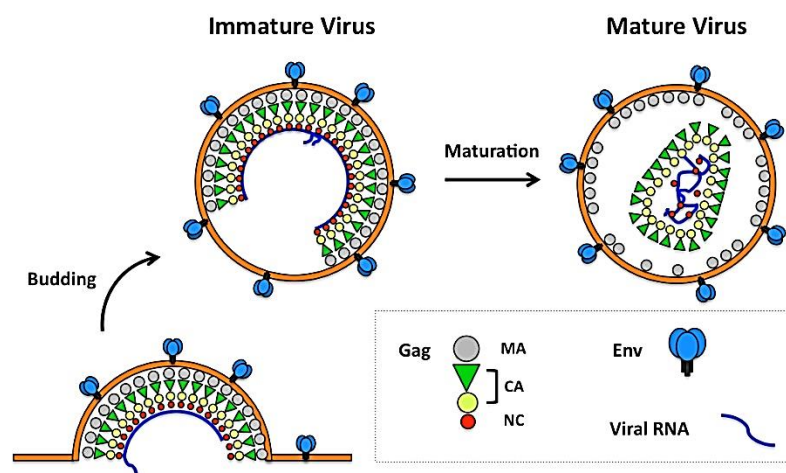 Immature Virus
Mature Virus
Maturation
Budding
Gag
MA
CA
NC
Env
Viral RNA